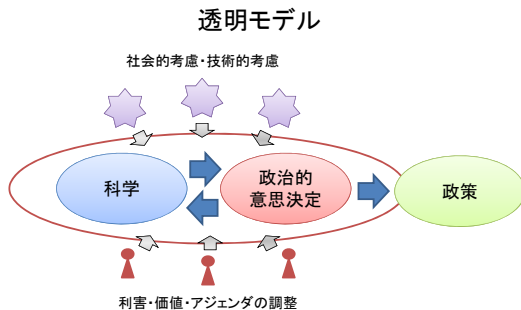 透明モデル
社会的考慮・技術的考慮
科学
政治的
意思決定
政策
利害・価値・アジェンダの調整